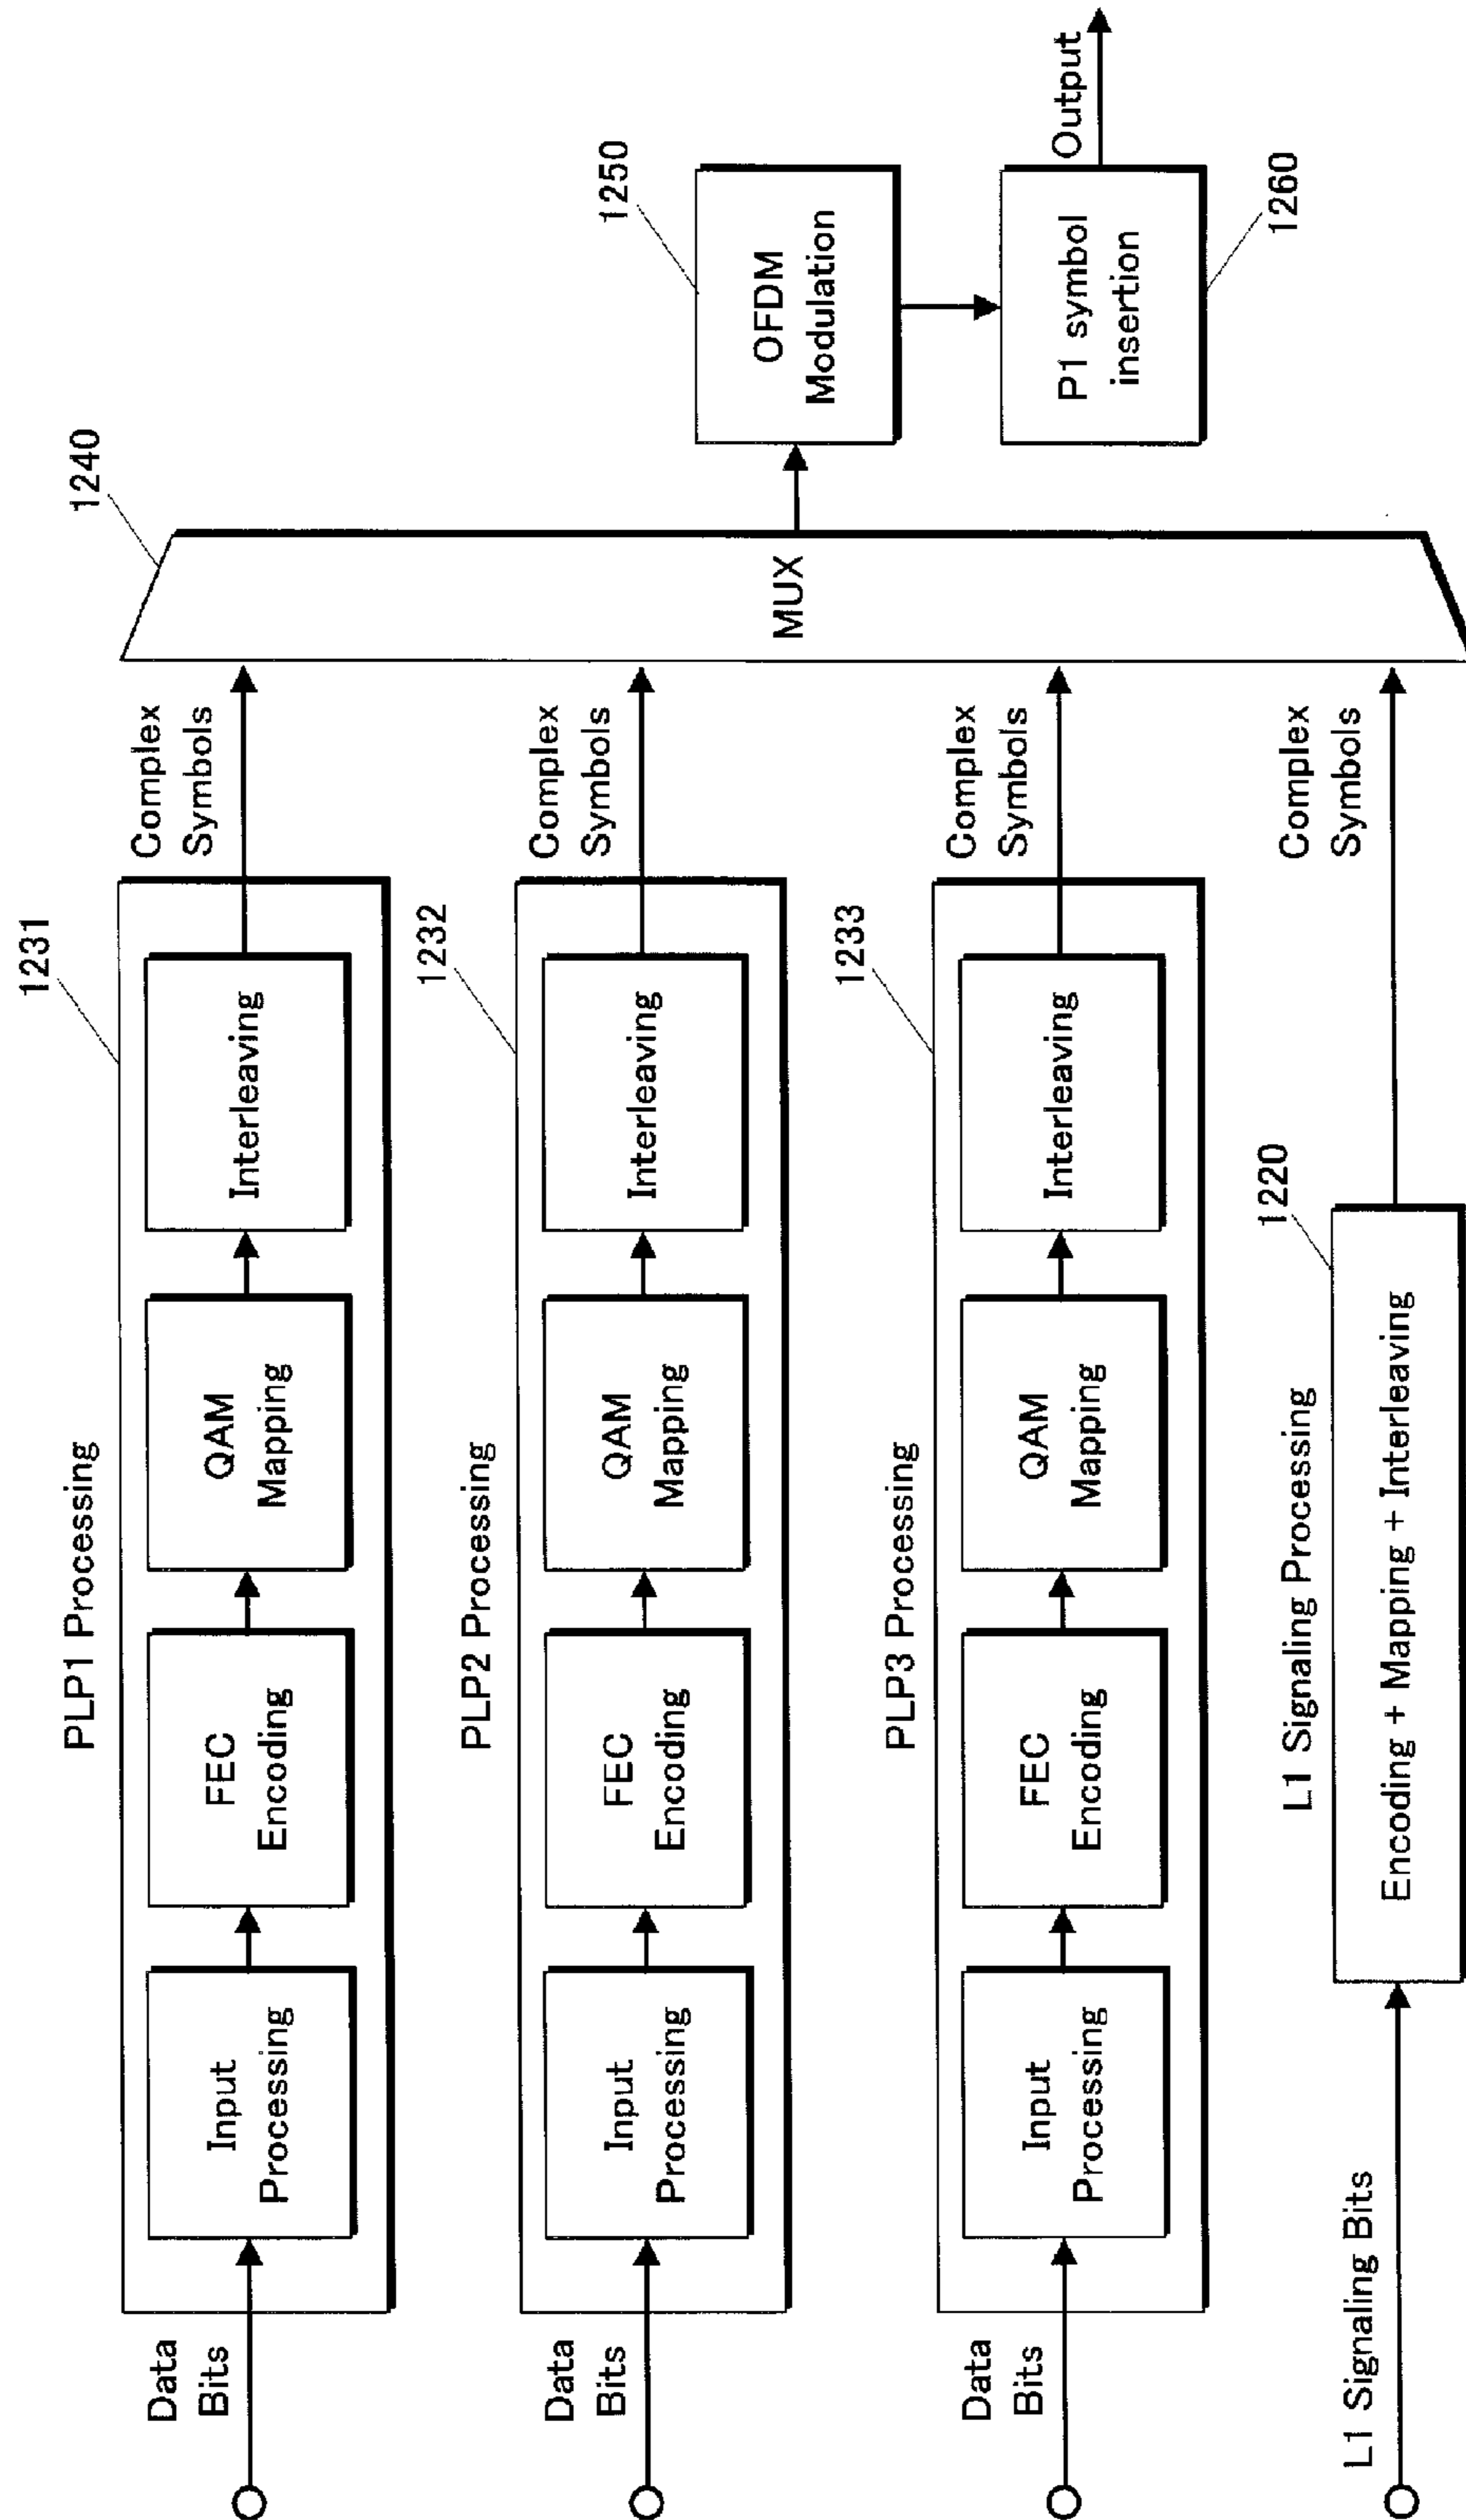 PLP1 Processing
1231
Data
Bits
Input
Processing
FEC
Encoding
QAM
Mapping
Interleaving
Complex
Symbols
PLP2 Processing
1232
Data
Bits
Input
Processing
FEC
Encoding
QAM
Mapping
Interleaving
Complex
Symbols
PLP3 Processing
1233
Data
Bits
Input
Processing
FEC
Encoding
QAM
Mapping
Interleaving
Complex
Symbols
L1 Signaling Processing
1220
L1 Signaling Bits
Encoding + Mapping + Interleaving
Complex
Symbols
1240
MUX
1250
OFDM
Modulation
P1 symbol
insertion
1260
Output